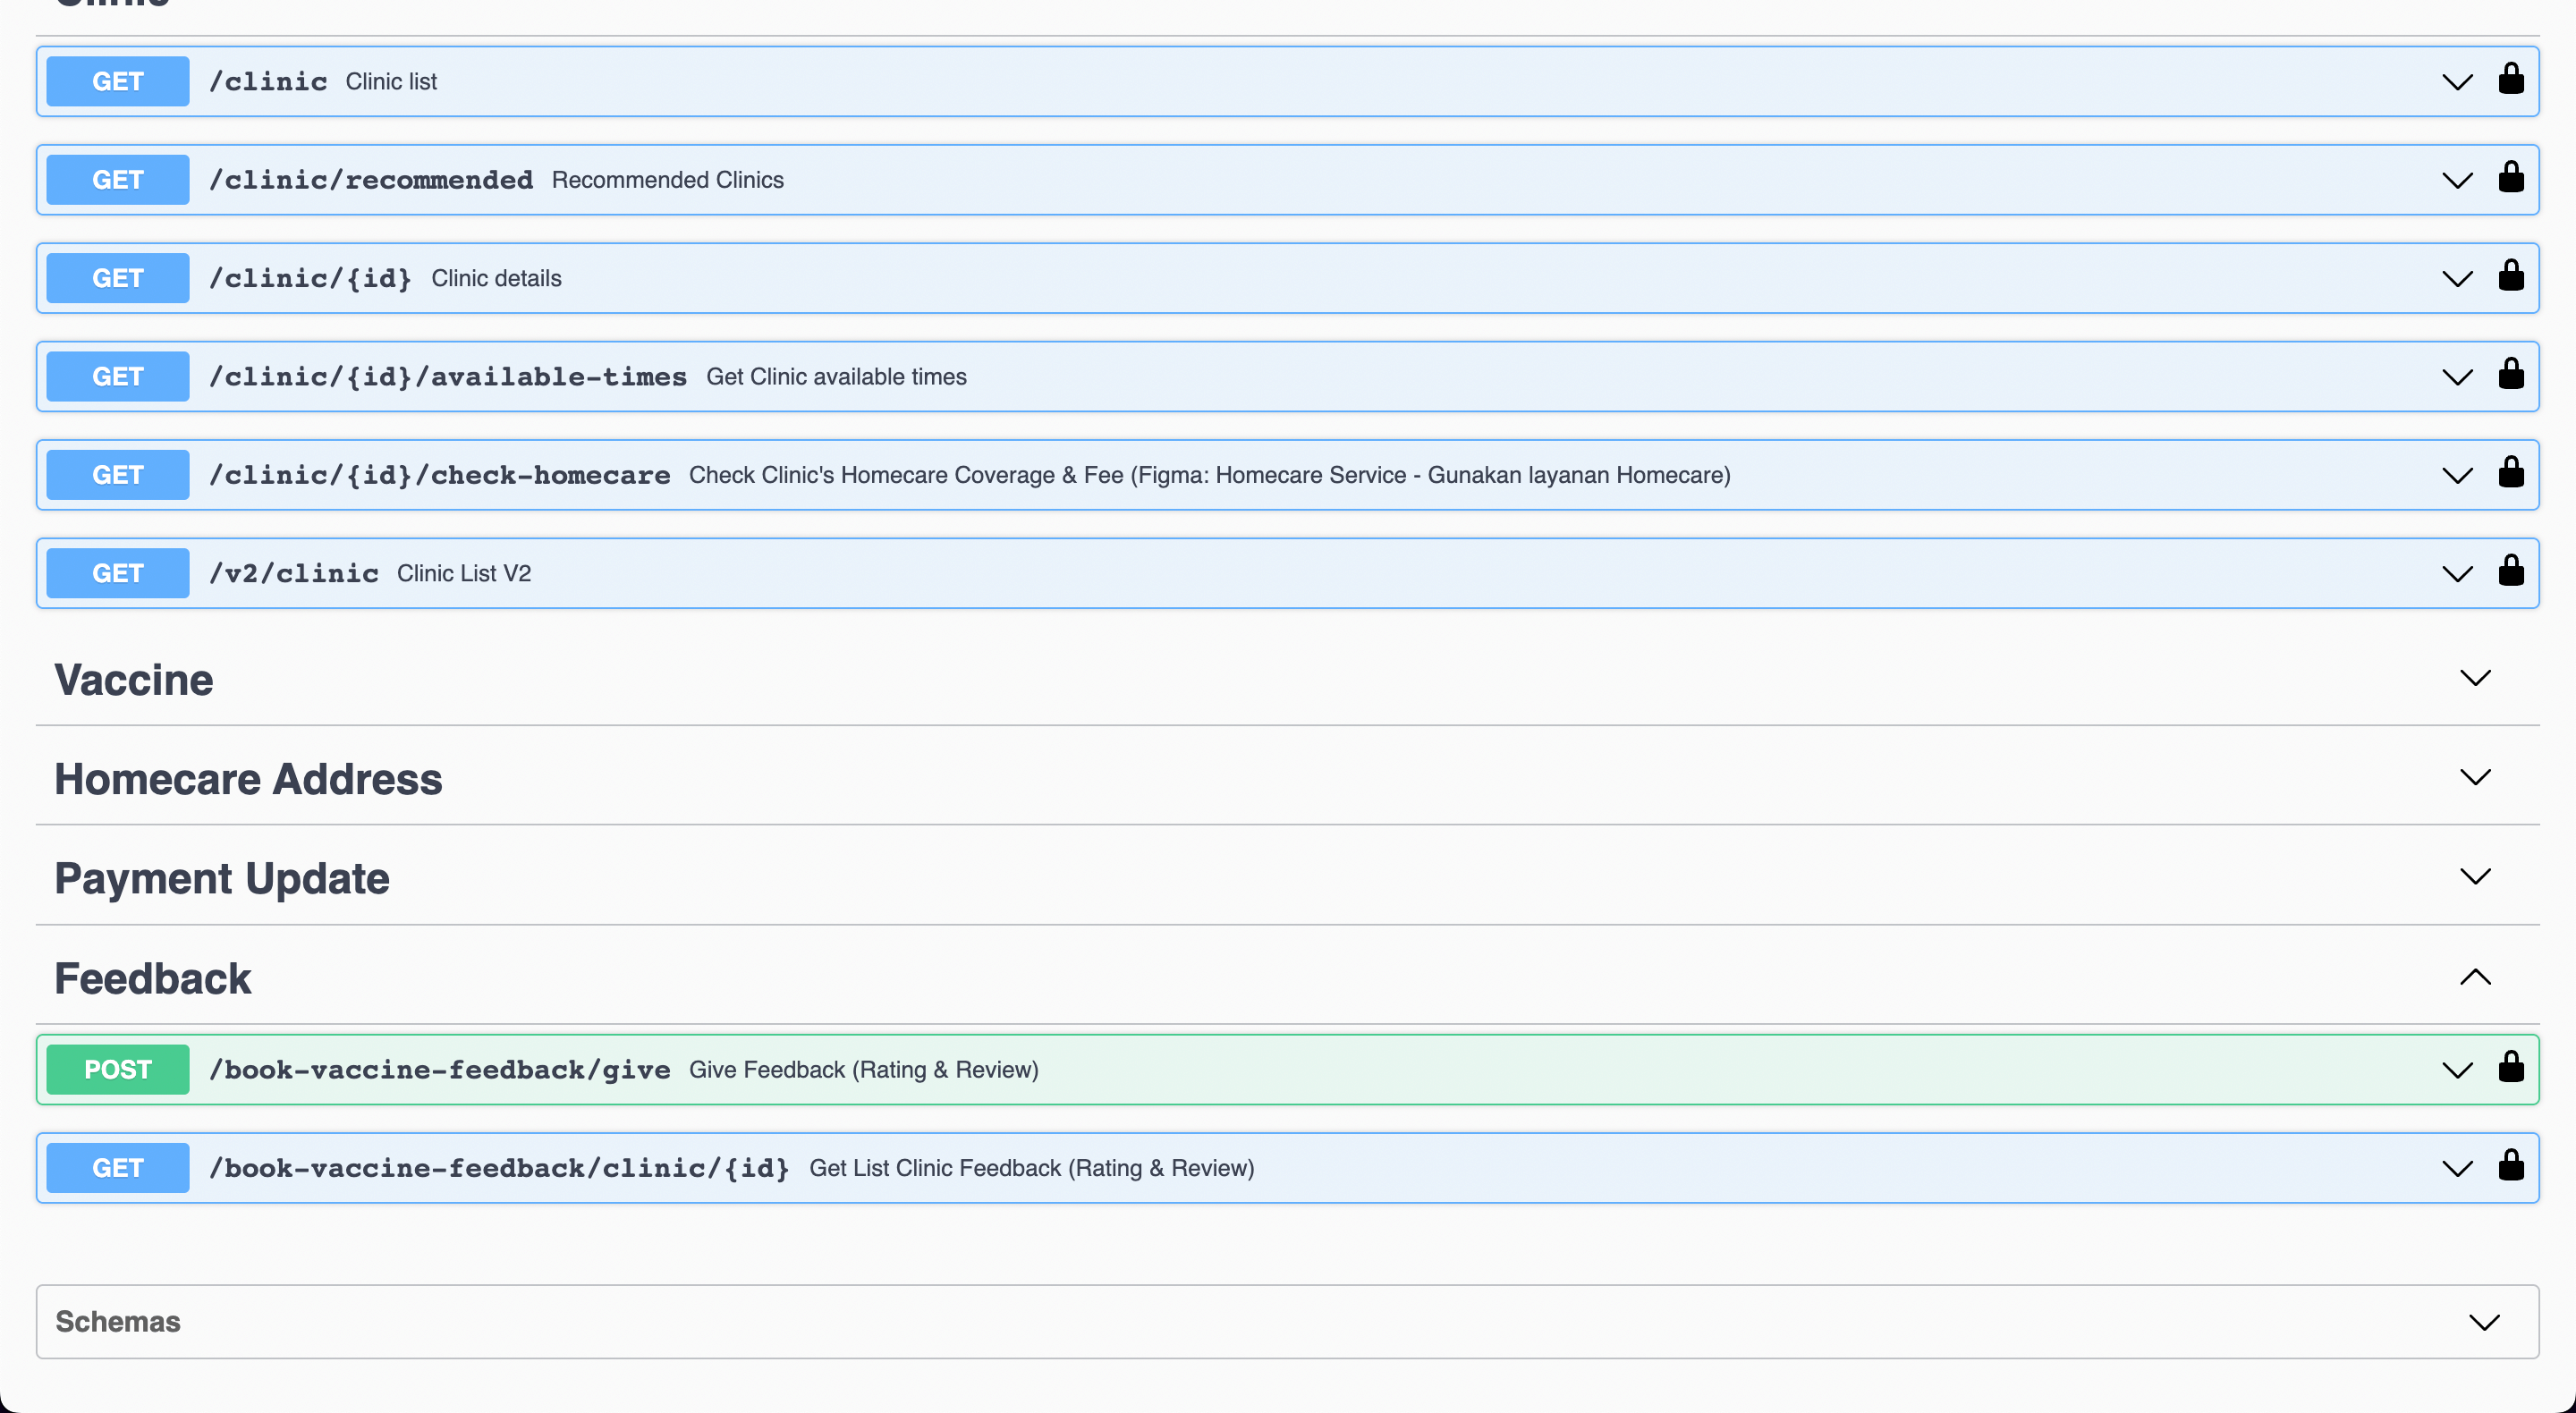 Clinic
GET /clinic Clinic list
GET /clinic/recommended Recommended Clinics
GET /clinic/{id} Clinic details
GET /clinic/{id}/available-times Get Clinic available times
GET /clinic/{id}/check-homecare Check Clinic's Homecare Coverage & Fee (Figma: Homecare Service - Gunakan layanan Homecare)
GET /v2/clinic Clinic List V2
Vaccine
Homecare Address
Payment Update
Feedback
POST /book-vaccine-feedback/give Give Feedback (Rating & Review)
GET /book-vaccine-feedback/clinic/{id} Get List Clinic Feedback (Rating & Review)
Schemas